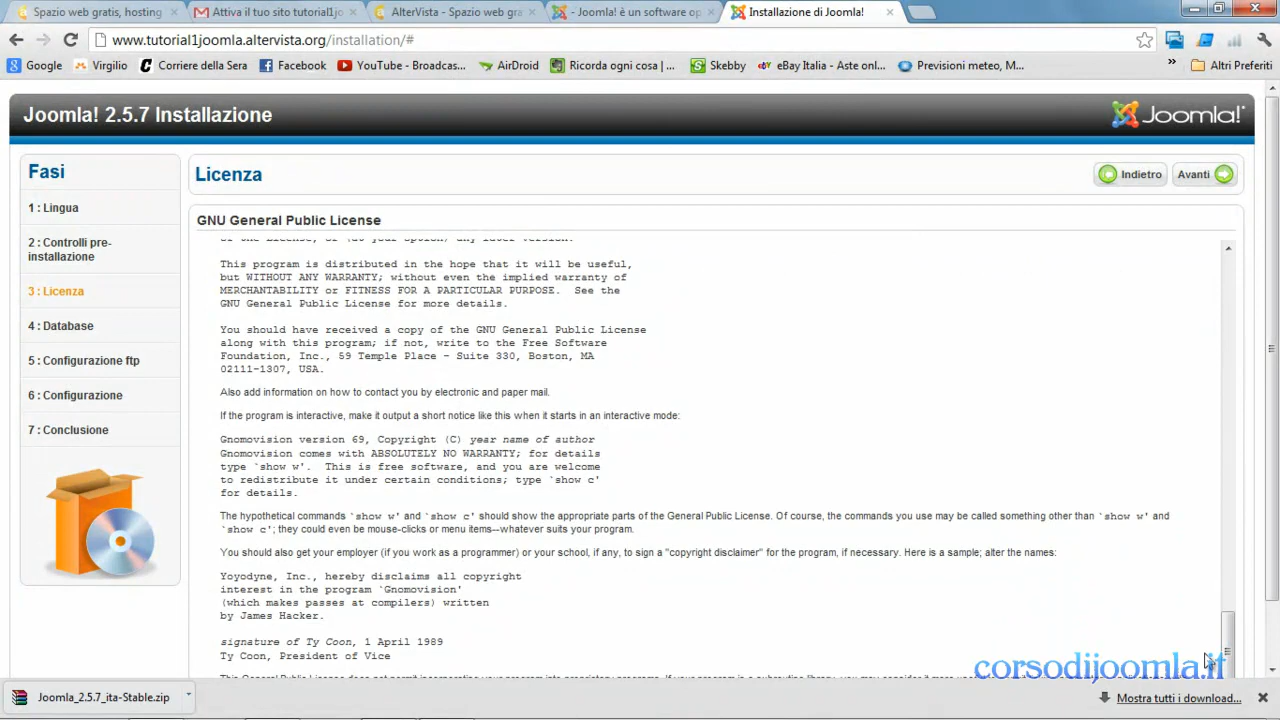 Spazio web gratis, hosting
Attiva il tuo sito tutorial1jo
AlterVista - Spazio web gra
- Joomla! è un software op
Installazione di Joomla!
www.tutorial1joomla.altervista.org/installation/#
Google
Virgilio
Corriere della Sera
Facebook
YouTube - Broadcas...
AirDroid
Ricorda ogni cosa | ...
Skebby
eBay Italia - Aste onl...
Previsioni meteo, M...
»
Altri Preferiti
Joomla! 2.5.7 Installazione
Joomla!
Fasi
1 : Lingua
2 : Controlli pre-
installazione
3 : Licenza
4 : Database
5 : Configurazione ftp
6 : Configurazione
7 : Conclusione
Licenza
Indietro
Avanti
GNU General Public License
of the License, or (at your option) any later version.
This program is distributed in the hope that it will be useful,
but WITHOUT ANY WARRANTY; without even the implied warranty of
MERCHANTABILITY or FITNESS FOR A PARTICULAR PURPOSE. See the
GNU General Public License for more details.
You should have received a copy of the GNU General Public License
along with this program; if not, write to the Free Software
Foundation, Inc., 59 Temple Place - Suite 330, Boston, MA
02111-1307, USA.
Also add information on how to contact you by electronic and paper mail.
If the program is interactive, make it output a short notice like this when it starts in an interactive mode:
Gnomovision version 69, Copyright (C) year name of author
Gnomovision comes with ABSOLUTELY NO WARRANTY; for details
type `show w'. This is free software, and you are welcome
to redistribute it under certain conditions; type `show c'
for details.
The hypothetical commands `show w' and `show c' should show the appropriate parts of the General Public License. Of course, the commands you use may be called something other than `show w' and
`show c'; they could even be mouse-clicks or menu items--whatever suits your program.
You should also get your employer (if you work as a programmer) or your school, if any, to sign a "copyright disclaimer" for the program, if necessary. Here is a sample; alter the names:
Yoyodyne, Inc., hereby disclaims all copyright
interest in the program `Gnomovision'
(which makes passes at compilers) written
by James Hacker.
signature of Ty Coon, 1 April 1989
Ty Coon, President of Vice
corsodijoomla.it
Joomla_2.5.7_ita-Stable.zip
Mostra tutti i download...